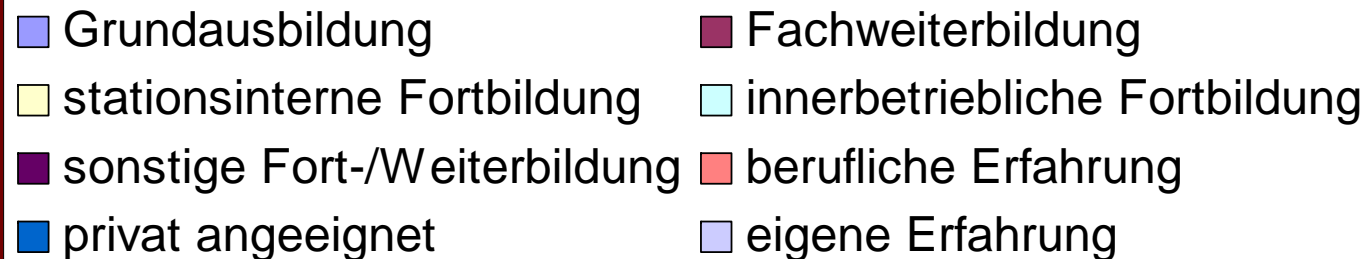 Grundausbildung Fachweiterbildung
stationsinterne Fortbildung innerbetriebliche Fortbildung
sonstige Fort-/Weiterbildung berufliche Erfahrung
privat angeeignet eigene Erfahrung